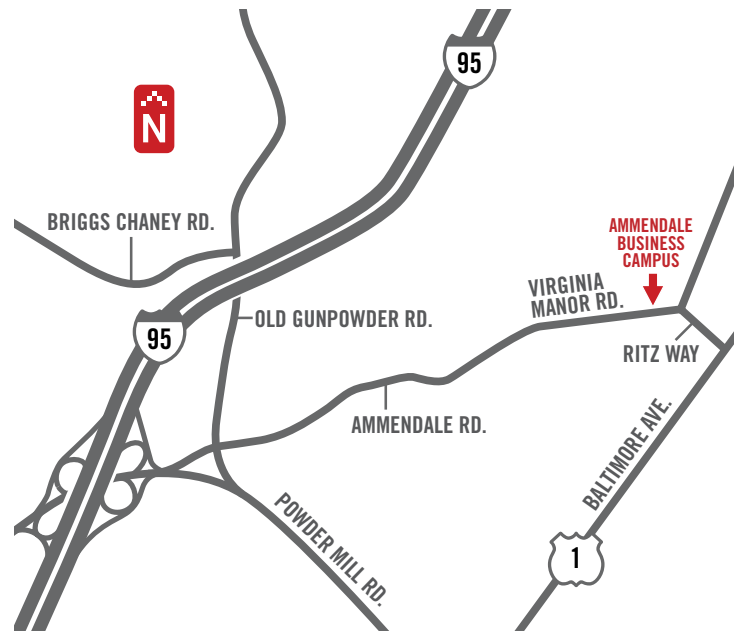 95
N
BRIGGS CHANEY RD.
AMMENDALE
BUSINESS
CAMPUS
VIRGINIA
MANOR RD.
OLD GUNPOWDER RD.
95
RITZ WAY
AMMENDALE RD.
BALTIMORE AVE.
POWDER MILL RD.
1